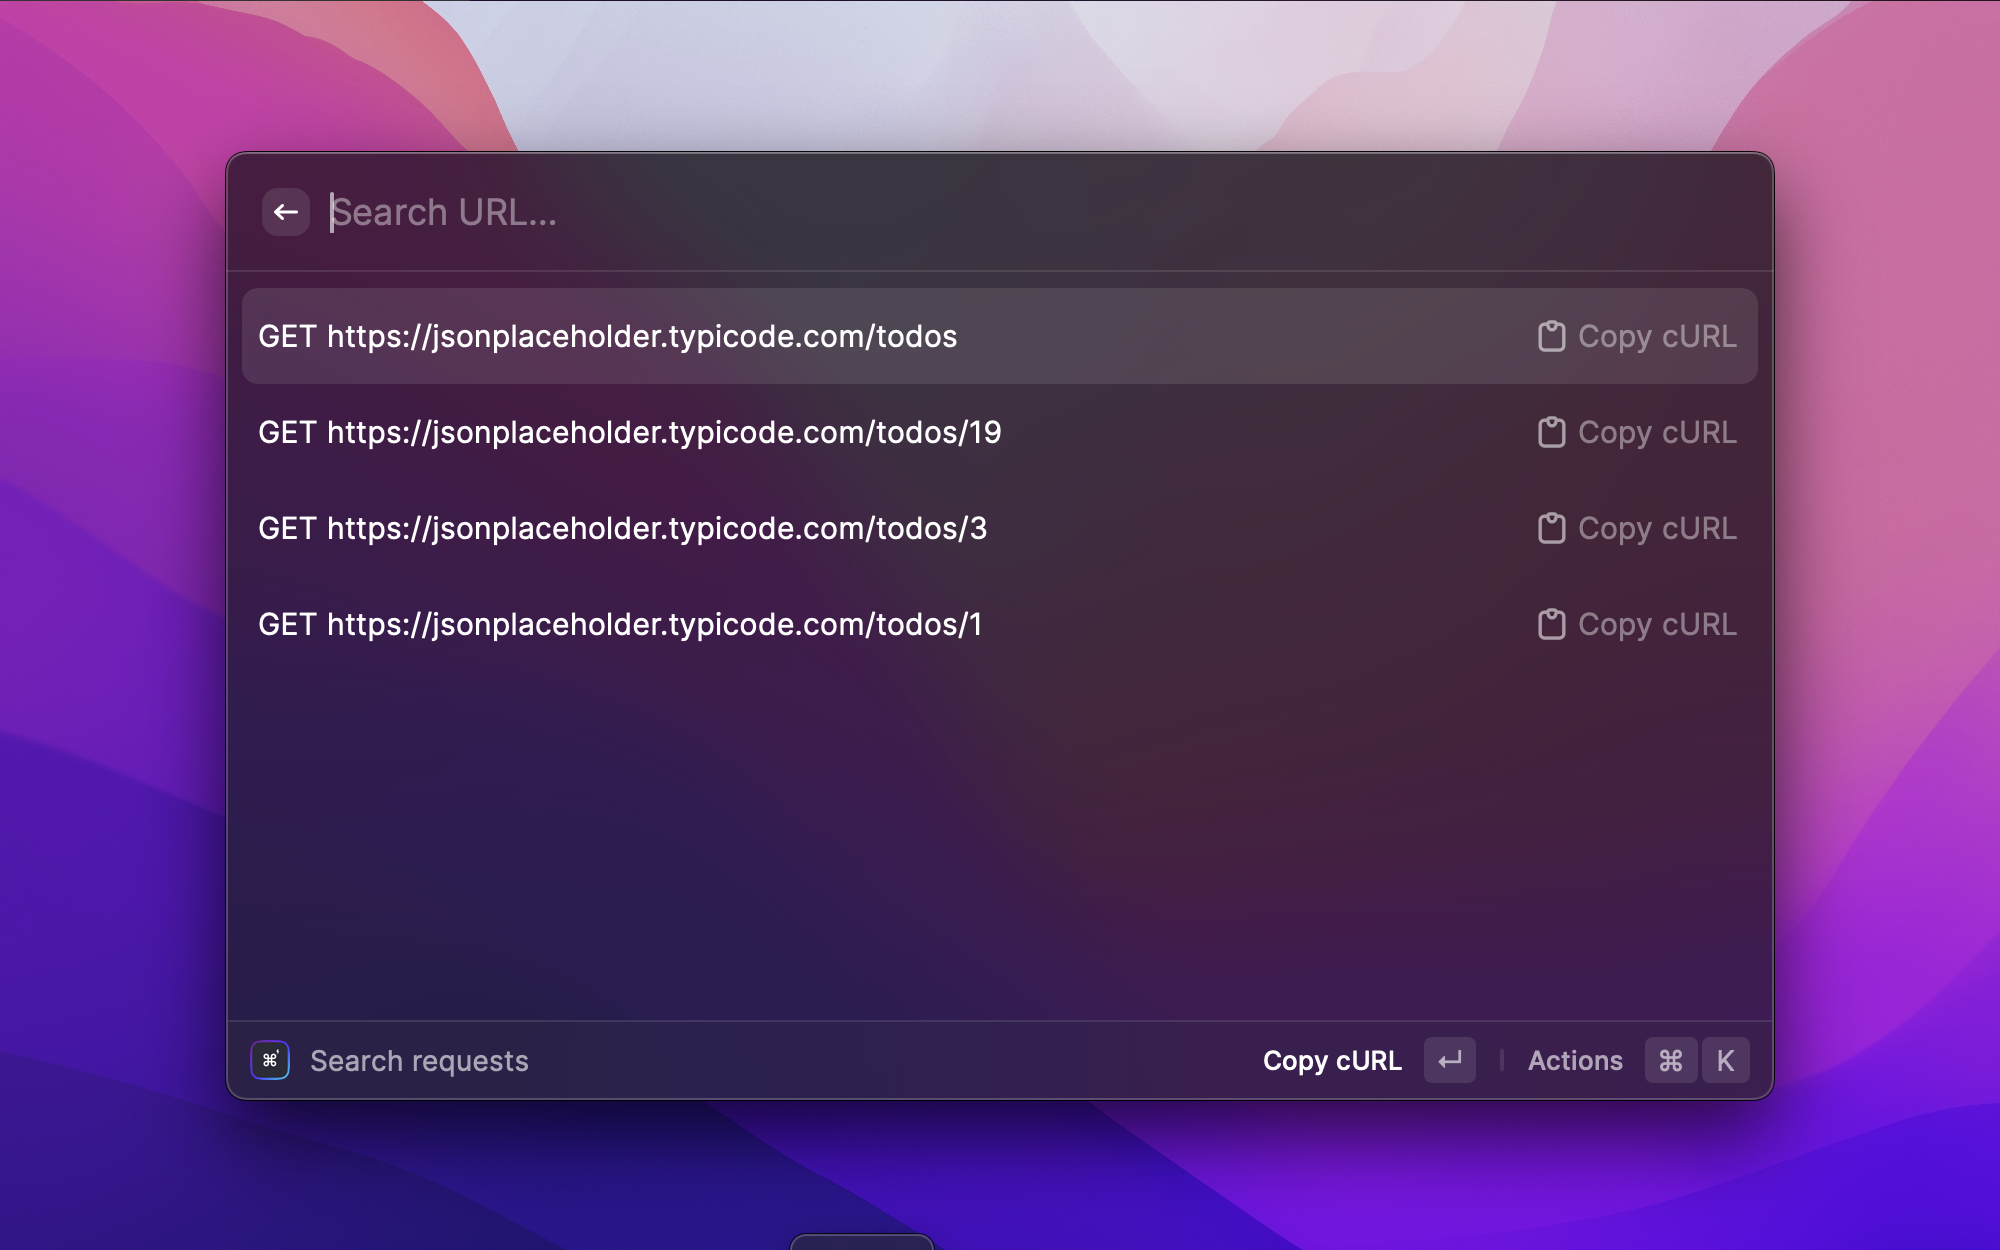 Search URL...
GET https://jsonplaceholder.typicode.com/todos Copy cURL
GET https://jsonplaceholder.typicode.com/todos/19 Copy cURL
GET https://jsonplaceholder.typicode.com/todos/3 Copy cURL
GET https://jsonplaceholder.typicode.com/todos/1 Copy cURL
Search requests Copy cURL ↵ Actions ⌘ K